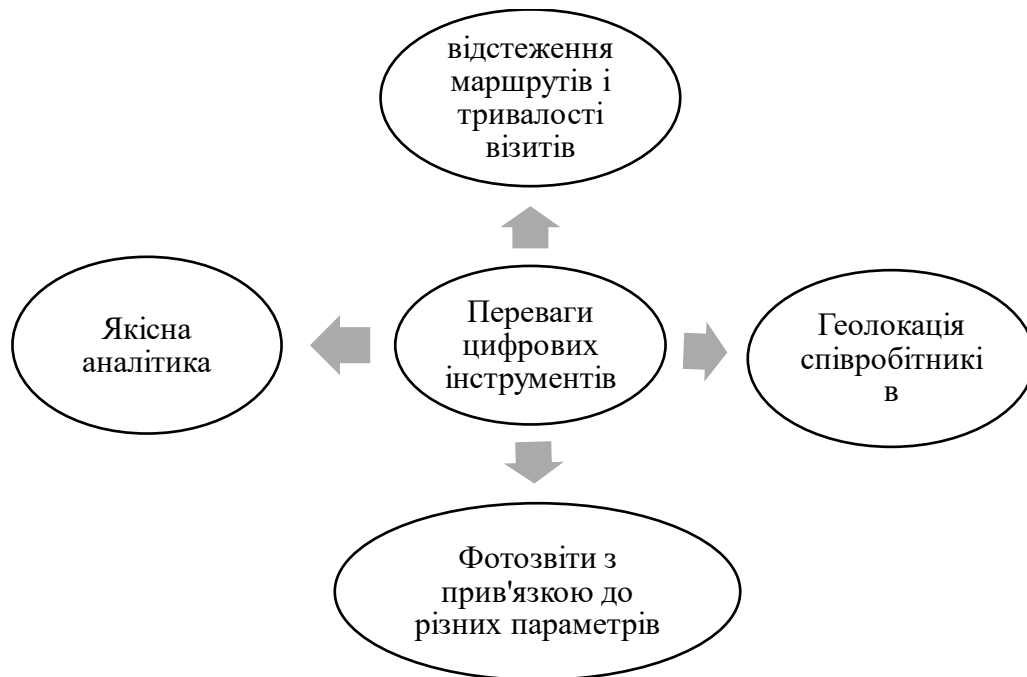 відстеження
маршрутів і
тривалості
візитів
Якісна
аналітика
Переваги
цифрових
інструментів
Геолокація
співробітникі
в
Фотозвіти з
прив'язкою до
різних параметрів